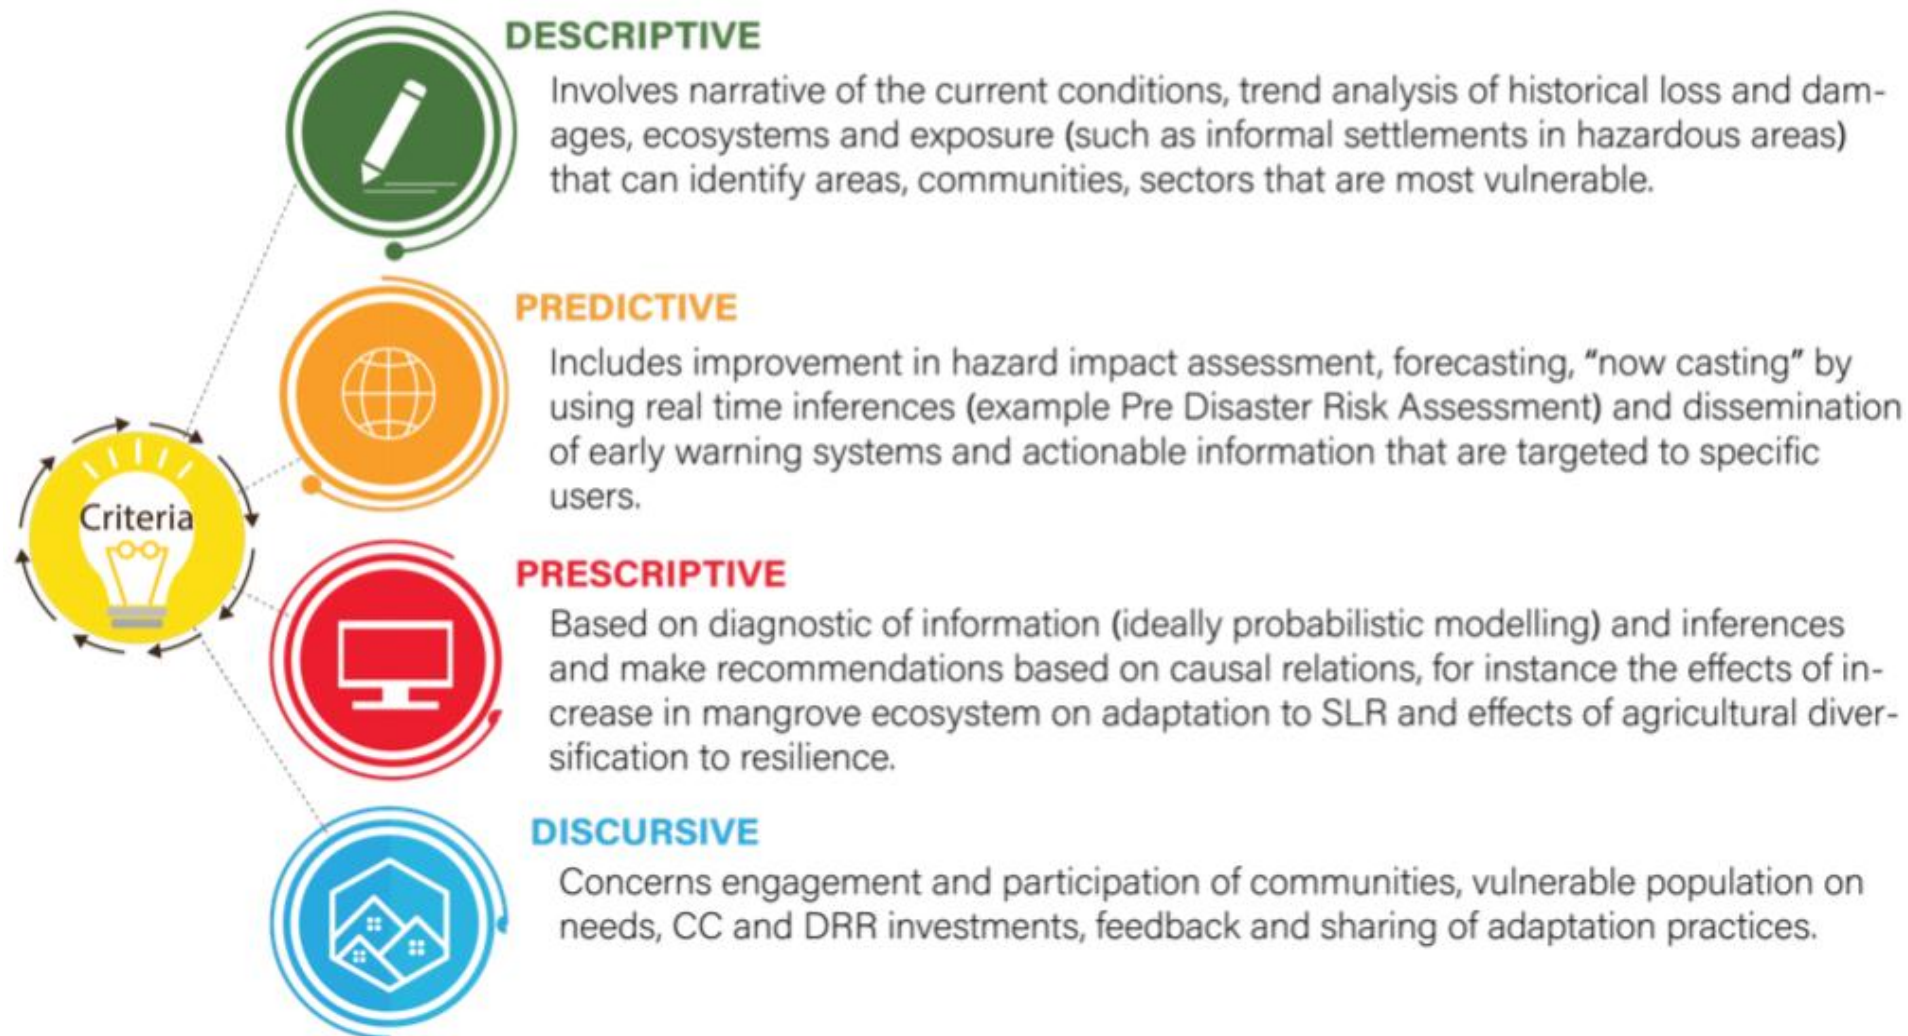 DESCRIPTIVE
Involves narrative of the current conditions, trend analysis of historical loss and dam-
ages, ecosystems and exposure (such as informal settlements in hazardous areas)
that can identify areas, communities, sectors that are most vulnerable.
PREDICTIVE
Includes improvement in hazard impact assessment, forecasting, “now casting” by
using real time inferences (example Pre Disaster Risk Assessment) and dissemination
of early warning systems and actionable information that are targeted to specific
users.
Criteria
PRESCRIPTIVE
Based on diagnostic of information (ideally probabilistic modelling) and inferences
and make recommendations based on causal relations, for instance the effects of in-
crease in mangrove ecosystem on adaptation to SLR and effects of agricultural diver-
sification to resilience.
DISCURSIVE
Concerns engagement and participation of communities, vulnerable population on
needs, CC and DRR investments, feedback and sharing of adaptation practices.